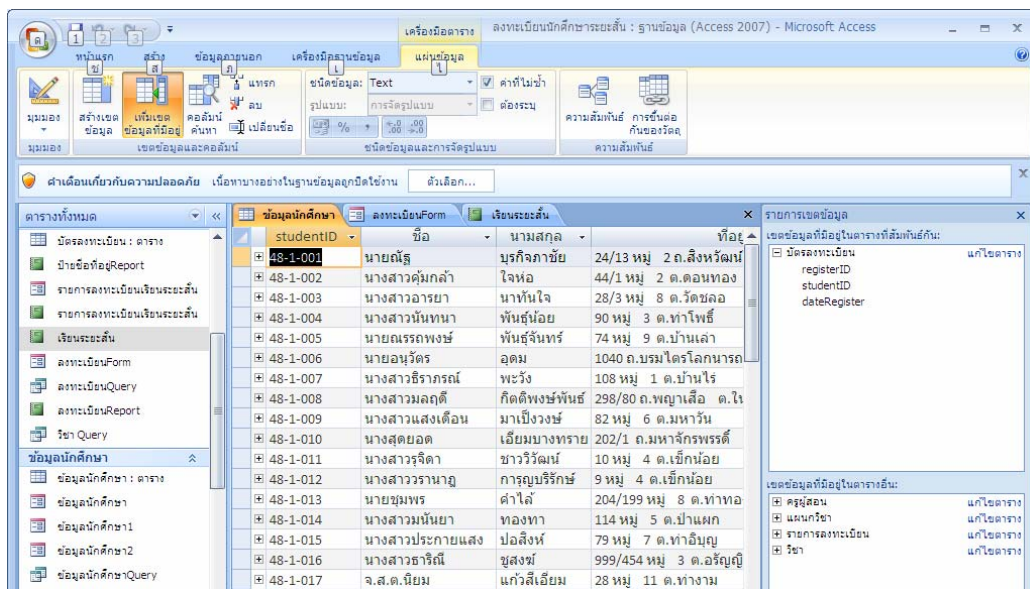 เครื่องมือตาราง
ลงทะเบียนนักศึกษาระยะสั้น : ฐานข้อมูล (Access 2007) - Microsoft Access
1 2 3
หน้าแรก สร้าง ข้อมูลภายนอก เครื่องมือฐานข้อมูล แผ่นข้อมูล
ช ส ภ
มุมมอง
สร้างเขตข้อมูล
เพิ่มเขตข้อมูลที่มีอยู่
คอลัมน์ค้นหา
แทรก
ลบ
เปลี่ยนชื่อ
ชนิดข้อมูล: Text
รูปแบบ: การจัดรูปแบบ
ค่าที่ไม่ซ้ำ
ต้องระบุ
ความสัมพันธ์
การขึ้นต่อกันของวัตถุ
มุมมอง เขตข้อมูลและคอลัมน์ ชนิดข้อมูลและการจัดรูปแบบ ความสัมพันธ์
คำเตือนเกี่ยวกับความปลอดภัย เนื้อหาบางอย่างในฐานข้อมูลถูกปิดใช้งาน ตัวเลือก...
ตารางทั้งหมด
บัตรลงทะเบียน : ตาราง
ป้ายชื่อที่อยู่Report
รายการลงทะเบียนเรียนระยะสั้น
รายการลงทะเบียนเรียนระยะสั้น
เรียนระยะสั้น
ลงทะเบียนForm
ลงทะเบียนQuery
ลงทะเบียนReport
วิชา Query
ข้อมูลนักศึกษา
ข้อมูลนักศึกษา : ตาราง
ข้อมูลนักศึกษา
ข้อมูลนักศึกษา1
ข้อมูลนักศึกษา2
ข้อมูลนักศึกษาQuery
ข้อมูลนักศึกษา ลงทะเบียนForm เรียนระยะสั้น
studentID ชื่อ นามสกุล ที่อยู่
48-1-001 นายณัฐ บุรกิจภาชัย 24/13 หมู่ 2 ถ.สิงหวัฒน์
48-1-002 นางสาวคุ้มกล้า ใจห่อ 44/1 หมู่ 2 ต.ดอนทอง
48-1-003 นางสาวอารยา นาทันใจ 28/3 หมู่ 8 ต.วัดชลอ
48-1-004 นางสาวนันทนา พันธุ์น้อย 90 หมู่ 3 ต.ท่าโพธิ์
48-1-005 นายณรรถพงษ์ พันธุ์จันทร์ 74 หมู่ 9 ต.บ้านเล่า
48-1-006 นายอนุวัตร อุดม 1040 ถ.บรมไตรโลกนารถ
48-1-007 นางสาวธิราภรณ์ พะวัง 108 หมู่ 1 ต.บ้านไร่
48-1-008 นางสาวมลฤดี กิตติพงษ์พันธ์ 298/80 ถ.พญาเสือ ต.ใน
48-1-009 นางสาวแสงเดือน มาเป็งวงษ์ 82 หมู่ 6 ต.มหาวัน
48-1-010 นางสุดยอด เอี่ยมบางทราย 202/1 ถ.มหาจักรพรรดิ์
48-1-011 นางสาวรุจิดา ชาววิวัฒน์ 10 หมู่ 4 ต.เข็กน้อย
48-1-012 นางสาววรานาฏ การุญบริรักษ์ 9 หมู่ 4 ต.เข็กน้อย
48-1-013 นายชุมพร คำไล้ 204/199 หมู่ 8 ต.ท่าทอ
48-1-014 นางสาวมนันยา ทองทา 114 หมู่ 5 ต.ป่าแผก
48-1-015 นางสาวประกายแสง ปอสิงห์ 79 หมู่ 7 ต.ท่าอิบุญ
48-1-016 นางสาวธาริณี ชูสงฆ์ 999/454 หมู่ 3 ต.อรัญญิ
48-1-017 จ.ส.ต.นิยม แก้วสีเอี่ยม 28 หมู่ 11 ต.ท่างาม
รายการเขตข้อมูล
เขตข้อมูลที่มีอยู่ในตารางที่สัมพันธ์กัน:
บัตรลงทะเบียน แก้ไขตาราง
registerID
studentID
dateRegister
เขตข้อมูลที่มีอยู่ในตารางอื่น:
ครูผู้สอน แก้ไขตาราง
แผนกวิชา แก้ไขตาราง
รายการลงทะเบียน แก้ไขตาราง
วิชา แก้ไขตาราง